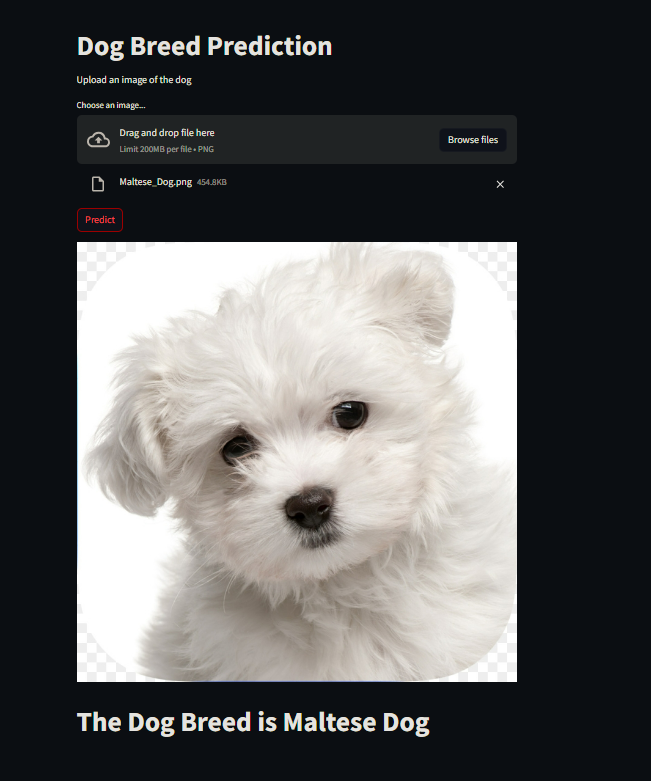 Dog Breed Prediction
Upload an image of the dog
Choose an image...
Drag and drop file here
Limit 200MB per file • PNG
Browse files
Maltese_Dog.png 454.8KB
Predict
The Dog Breed is Maltese Dog